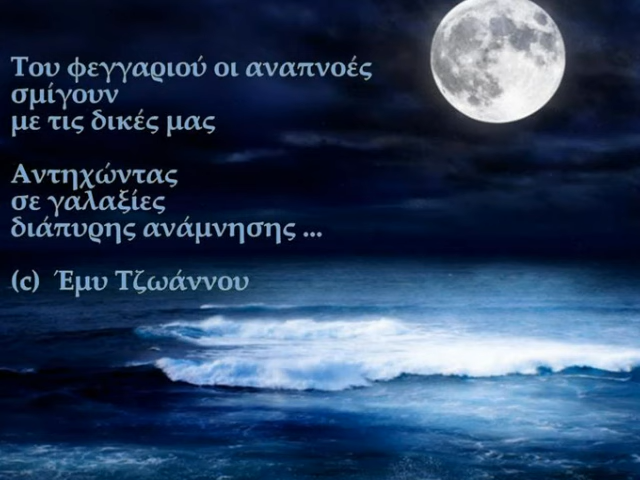 Του φεγγαριού οι αναπνοές
σμίγουν
με τις δικές μας
Αντηχώντας
σε γαλαξίες
διάπυρης ανάμνησης ...
(c) Έμυ Τζωάννου